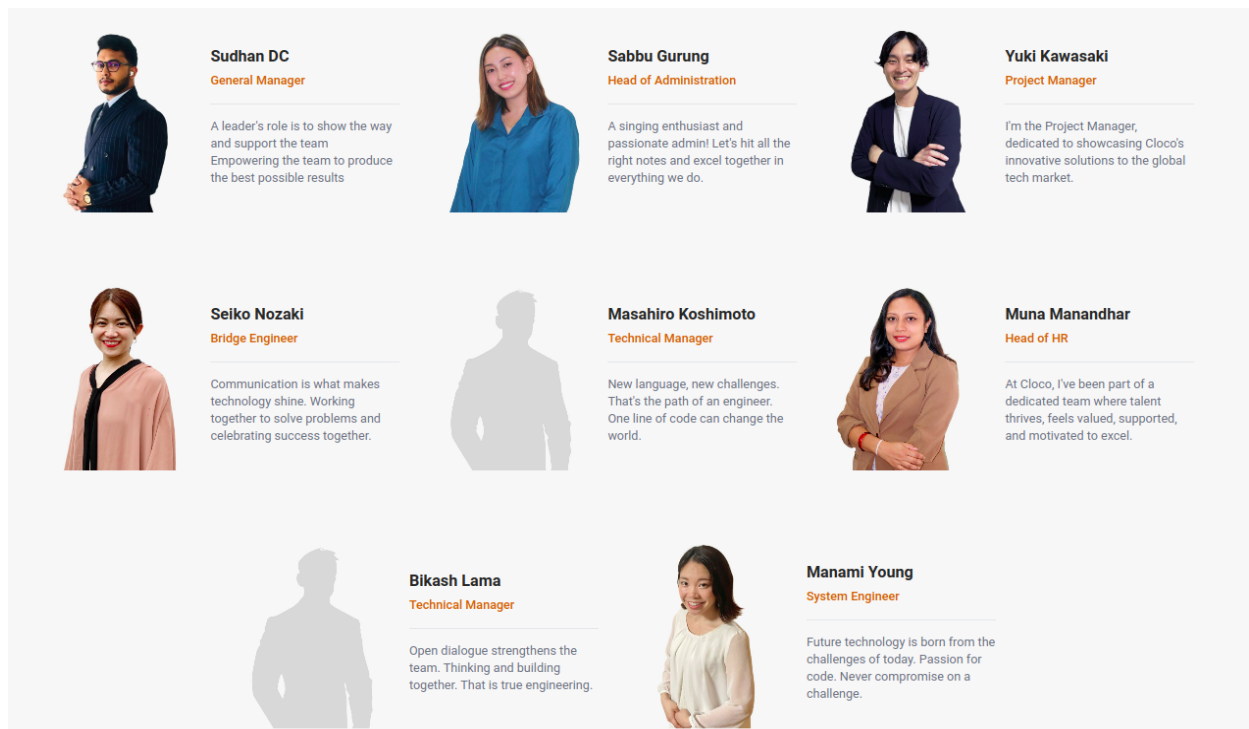 Sudhan DC
General Manager
A leader's role is to show the way
and support the team
Empowering the team to produce
the best possible results
Sabbu Gurung
Head of Administration
A singing enthusiast and
passionate admin! Let's hit all the
right notes and excel together in
everything we do.
Yuki Kawasaki
Project Manager
I'm the Project Manager,
dedicated to showcasing Cloco's
innovative solutions to the global
tech market.
Seiko Nozaki
Bridge Engineer
Communication is what makes
technology shine. Working
together to solve problems and
celebrating success together.
Masahiro Koshimoto
Technical Manager
New language, new challenges.
That's the path of an engineer.
One line of code can change the
world.
Muna Manandhar
Head of HR
At Cloco, I've been part of a
dedicated team where talent
thrives, feels valued, supported,
and motivated to excel.
Bikash Lama
Technical Manager
Open dialogue strengthens the
team. Thinking and building
together. That is true engineering.
Manami Young
System Engineer
Future technology is born from the
challenges of today. Passion for
code. Never compromise on a
challenge.